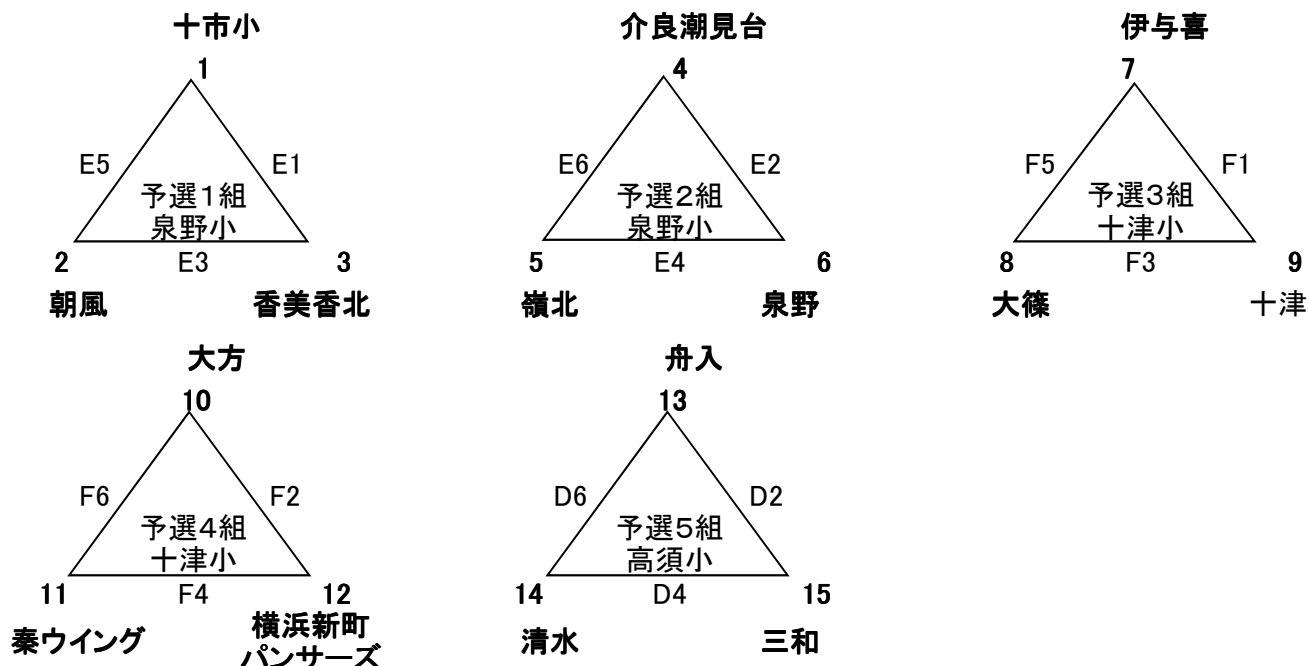 十市小
1
E5
E1
予選1組
泉野小
2
E3
3
朝風
香美香北
介良潮見台
4
E6
E2
予選2組
泉野小
5
E4
6
嶺北
泉野
伊与喜
7
F5
F1
予選3組
十津小
8
F3
9
大篠
十津
大方
10
F6
F2
予選4組
十津小
11
F4
12
秦ウイング
横浜新町
パンサーズ
舟入
13
D6
D2
予選5組
高須小
14
D4
15
清水
三和